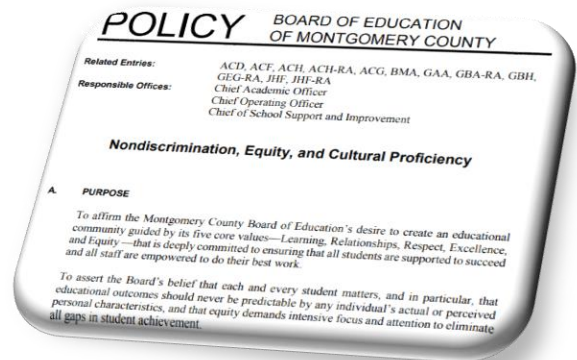 POLICY
BOARD OF EDUCATION
OF MONTGOMERY COUNTY
Related Entries:
ACD, ACF, ACH, ACH-RA, ACG, BMA, GAA, GBA-RA, GBH,
GEG-RA, JHF, JHF-RA
Responsible Offices:
Chief Academic Officer
Chief Operating Officer
Chief of School Support and Improvement
Nondiscrimination, Equity, and Cultural Proficiency
A. PURPOSE
To affirm the Montgomery County Board of Education's desire to create an educational
community guided by its five core values—Learning, Relationships, Respect, Excellence,
and Equity—that is deeply committed to ensuring that all students are supported to succeed
and all staff are empowered to do their best work.
To assert the Board's belief that each and every student matters, and in particular, that
educational outcomes should never be predictable by any individual's actual or perceived
personal characteristics, and that equity demands intensive focus and attention to eliminate
all gaps in student achievement.